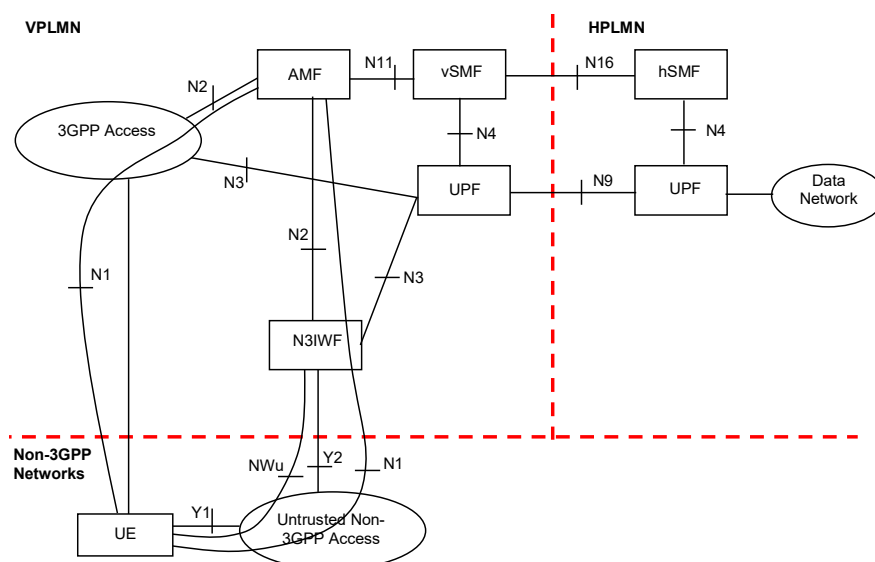 VPLMN
HPLMN
N2
AMF
N11
vSMF
N16
hSMF
3GPP Access
N4
N4
N3
UPF
N9
UPF
Data
Network
N2
N1
N3
N3IWF
Non-3GPP
Networks
NWu
Y2
N1
Y1
UE
Untrusted Non-
3GPP Access